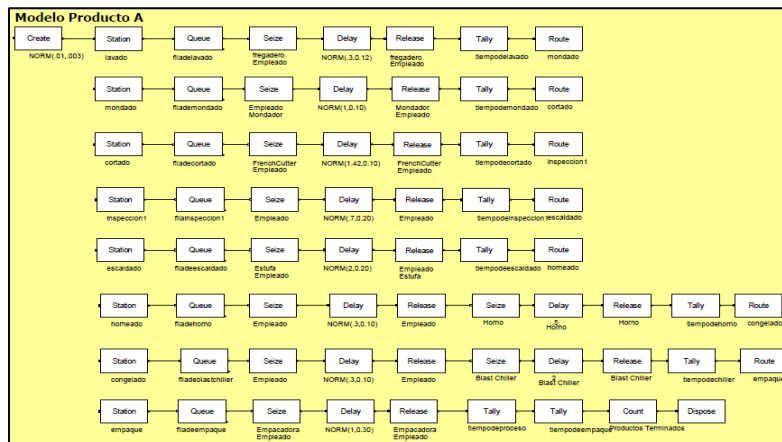 Modelo Producto A
Create Station Queue Seize Delay Release Tally Route
NORM(.01,.003) lavado filadelavado fregadero NORM(.3,0.12) fregadero tiempodelavado mondado
Empleado Empleado
Station Queue Seize Delay Release Tally Route
mondado filademondado Empleado NORM(1,0.10) Mondador tiempodemondado cortado
Mondador Empleado
Station Queue Seize Delay Release Tally Route
cortado filadecortado FrenchCutter NORM(1.42,0.10) FrenchCutter tiempodecortado Inspeccion1
Empleado Empleado
Station Queue Seize Delay Release Tally Route
Inspeccion1 filainspeccion1 Empleado NORM(.7,0.20) Empleado tiempodeinspeccion1 escaldado
Station Queue Seize Delay Release Tally Route
escaldado filadeescaldado Estufa NORM(2,0.20) Empleado tiempodeescaldado homeado
Empleado Estufa
Station Queue Seize Delay Release Seize Delay Release Tally Route
homeado filadehorno Empleado NORM(.3,0.10) Empleado Horno 5 Horno tiempodehorno congelado
Horno
Station Queue Seize Delay Release Seize Delay Release Tally Route
congelado filadeblastchiller Empleado NORM(.3,0.10) Empleado Blast Chiller 2 Blast Chiller tiempodechiller empaque
Blast Chiller
Station Queue Seize Delay Release Tally Tally Count Dispose
empaque filadeempaque Empacadora NORM(1,0.30) Empacadora tiempodeproceso tiempodeempaque Productos Terminados
Empleado Empleado